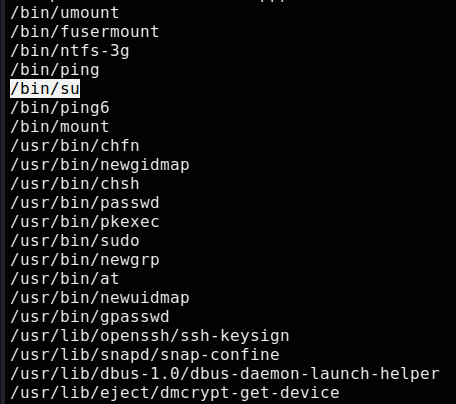 /bin/umount
/bin/fusermount
/bin/ntfs-3g
/bin/ping
/bin/su
/bin/ping6
/bin/mount
/usr/bin/chfn
/usr/bin/newgidmap
/usr/bin/chsh
/usr/bin/passwd
/usr/bin/pkexec
/usr/bin/sudo
/usr/bin/newgrp
/usr/bin/at
/usr/bin/newuidmap
/usr/bin/gpasswd
/usr/lib/openssh/ssh-keysign
/usr/lib/snapd/snap-confine
/usr/lib/dbus-1.0/dbus-daemon-launch-helper
/usr/lib/eject/dmcrypt-get-device